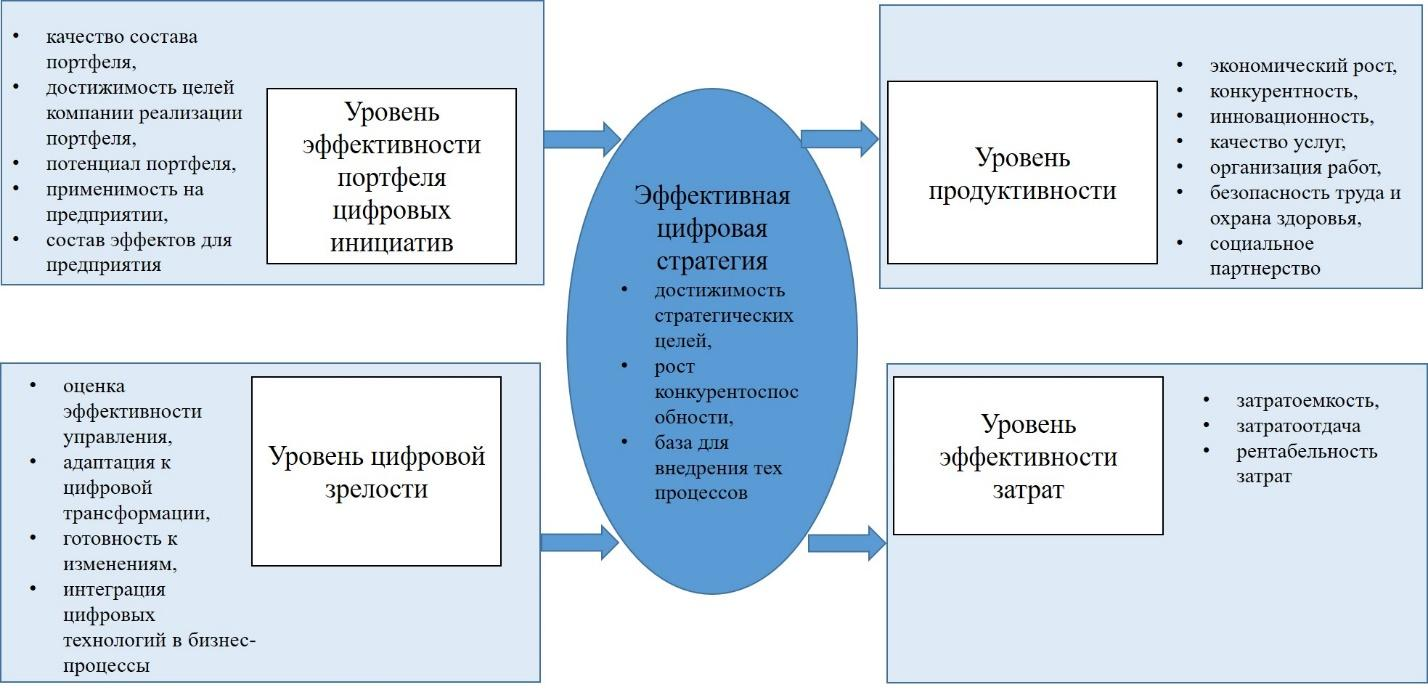 • качество состава
портфеля,
• достижимость целей
компании реализации
портфеля,
• потенциал портфеля,
• применимость на
предприятии,
• состав эффектов для
предприятия
Уровень
эффективности
портфеля
цифровых
инициатив
• оценка
эффективности
управления,
• адаптация к
цифровой
трансформации,
• готовность к
изменениям,
• интеграция
цифровых
технологий в бизнес-
процессы
Уровень цифровой
зрелости
Эффективная
цифровая
стратегия
• достижимость
стратегических
целей,
• рост
конкурентоспос
обности,
• база для
внедрения тех
процессов
Уровень
продуктивности
• экономический рост,
• конкурентность,
• инновационность,
• качество услуг,
• организация работ,
• безопасность труда и
охрана здоровья,
• социальное
партнерство
Уровень
эффективности
затрат
• затратоемкость,
• затратоотдача
• рентабельность
затрат